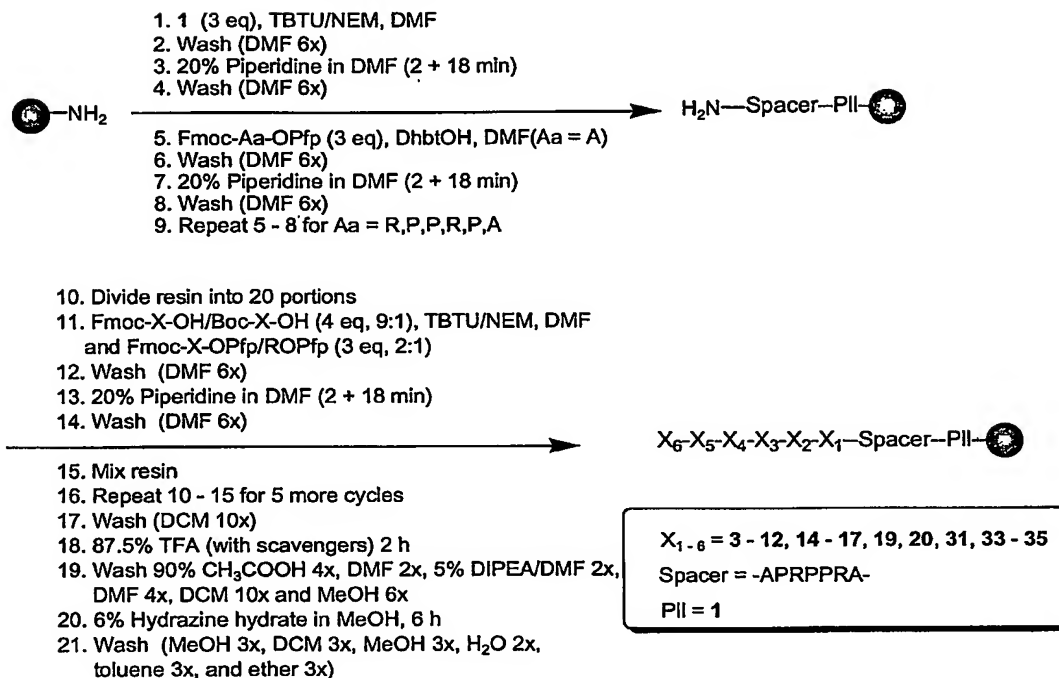 1. 1 (3 eq), TBTU/NEM, DMF
2. Wash (DMF 6x)
3. 20% Piperidine in DMF (2 + 18 min)
4. Wash (DMF 6x)
-NH2
H2N—Spacer–PII–
5. Fmoc-Aa-OPfp (3 eq), DhbtOH, DMF(Aa = A)
6. Wash (DMF 6x)
7. 20% Piperidine in DMF (2 + 18 min)
8. Wash (DMF 6x)
9. Repeat 5 - 8 for Aa = R,P,P,R,P,A
10. Divide resin into 20 portions
11. Fmoc-X-OH/Boc-X-OH (4 eq, 9:1), TBTU/NEM, DMF
and Fmoc-X-OPfp/ROPfp (3 eq, 2:1)
12. Wash (DMF 6x)
13. 20% Piperidine in DMF (2 + 18 min)
14. Wash (DMF 6x)
X6-X5-X4-X3-X2-X1–Spacer–PII–
15. Mix resin
16. Repeat 10 - 15 for 5 more cycles
17. Wash (DCM 10x)
18. 87.5% TFA (with scavengers) 2 h
19. Wash 90% CH3COOH 4x, DMF 2x, 5% DIPEA/DMF 2x,
DMF 4x, DCM 10x and MeOH 6x
20. 6% Hydrazine hydrate in MeOH, 6 h
21. Wash (MeOH 3x, DCM 3x, MeOH 3x, H2O 2x,
toluene 3x, and ether 3x)
X1 - 6 = 3 - 12, 14 - 17, 19, 20, 31, 33 - 35
Spacer = -APRPPRA-
PII = 1